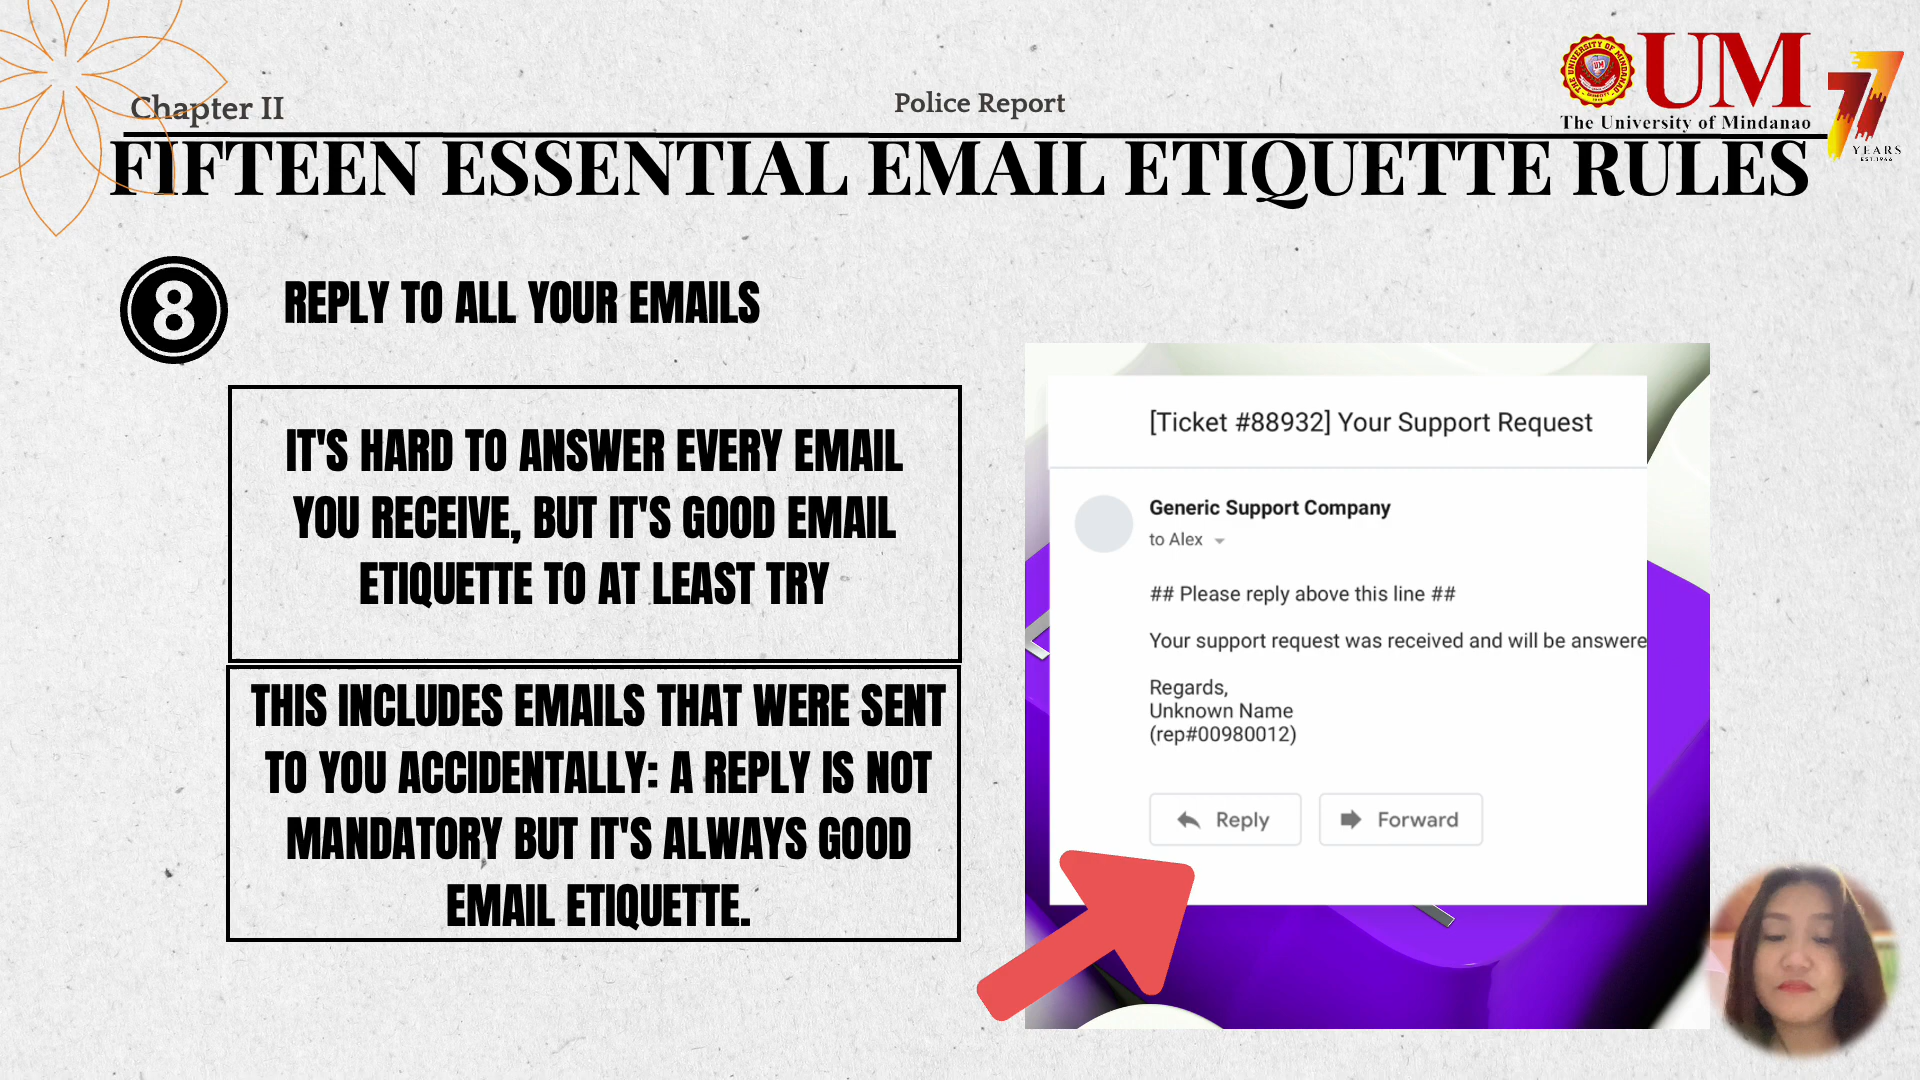 Chapter II
Police Report
UM
The University of Mindanao
77
YEARS
EST.1946
FIFTEEN ESSENTIAL EMAIL ETIQUETTE RULES
8
REPLY TO ALL YOUR EMAILS
IT'S HARD TO ANSWER EVERY EMAIL
YOU RECEIVE, BUT IT'S GOOD EMAIL
ETIQUETTE TO AT LEAST TRY
THIS INCLUDES EMAILS THAT WERE SENT
TO YOU ACCIDENTALLY: A REPLY IS NOT
MANDATORY BUT IT'S ALWAYS GOOD
EMAIL ETIQUETTE.
[Ticket #88932] Your Support Request
Generic Support Company
to Alex
## Please reply above this line ##
Your support request was received and will be answere
Regards,
Unknown Name
(rep#00980012)
Reply
Forward